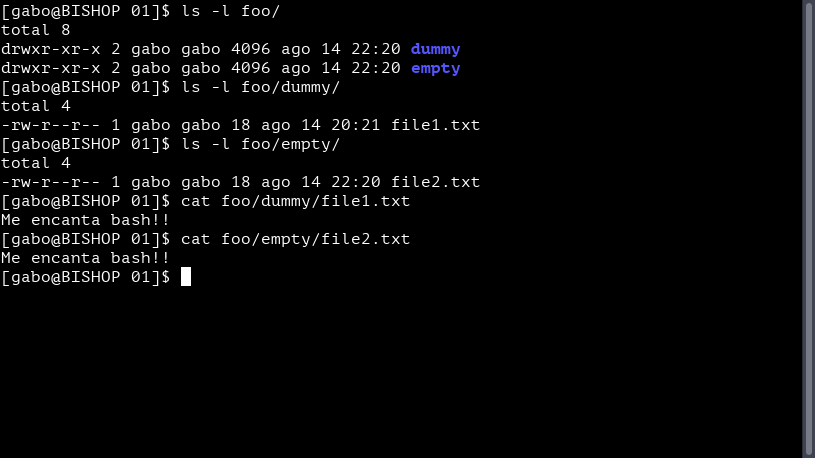 [gabo@BISHOP 01]$ ls -l foo/
total 8
drwxr-xr-x 2 gabo gabo 4096 ago 14 22:20 dummy
drwxr-xr-x 2 gabo gabo 4096 ago 14 22:20 empty
[gabo@BISHOP 01]$ ls -l foo/dummy/
total 4
-rw-r--r-- 1 gabo gabo 18 ago 14 20:21 file1.txt
[gabo@BISHOP 01]$ ls -l foo/empty/
total 4
-rw-r--r-- 1 gabo gabo 18 ago 14 22:20 file2.txt
[gabo@BISHOP 01]$ cat foo/dummy/file1.txt
Me encanta bash!!
[gabo@BISHOP 01]$ cat foo/empty/file2.txt
Me encanta bash!!
[gabo@BISHOP 01]$